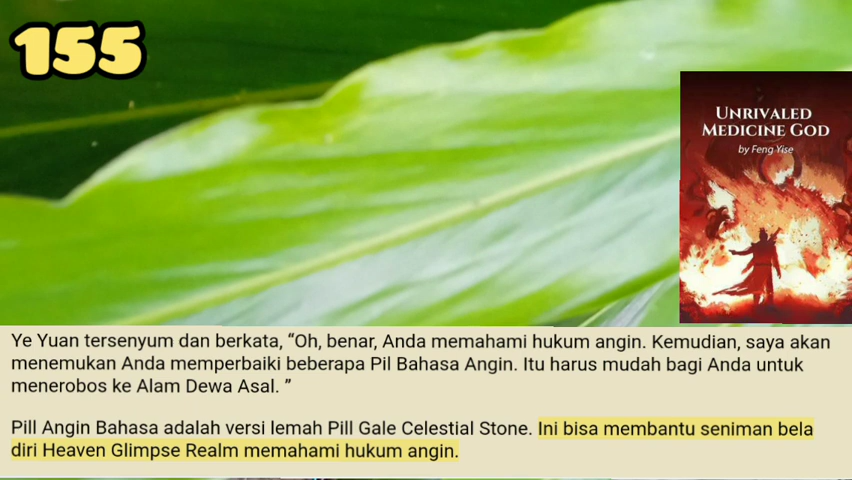 155
UNRIVALED
MEDICINE GOD
by Feng Yise
Ye Yuan tersenyum dan berkata, “Oh, benar, Anda memahami hukum angin. Kemudian, saya akan
menemukan Anda memperbaiki beberapa Pil Bahasa Angin. Itu harus mudah bagi Anda untuk
menerobos ke Alam Dewa Asal. ”
Pill Angin Bahasa adalah versi lemah Pill Gale Celestial Stone. Ini bisa membantu seniman bela
diri Heaven Glimpse Realm memahami hukum angin.